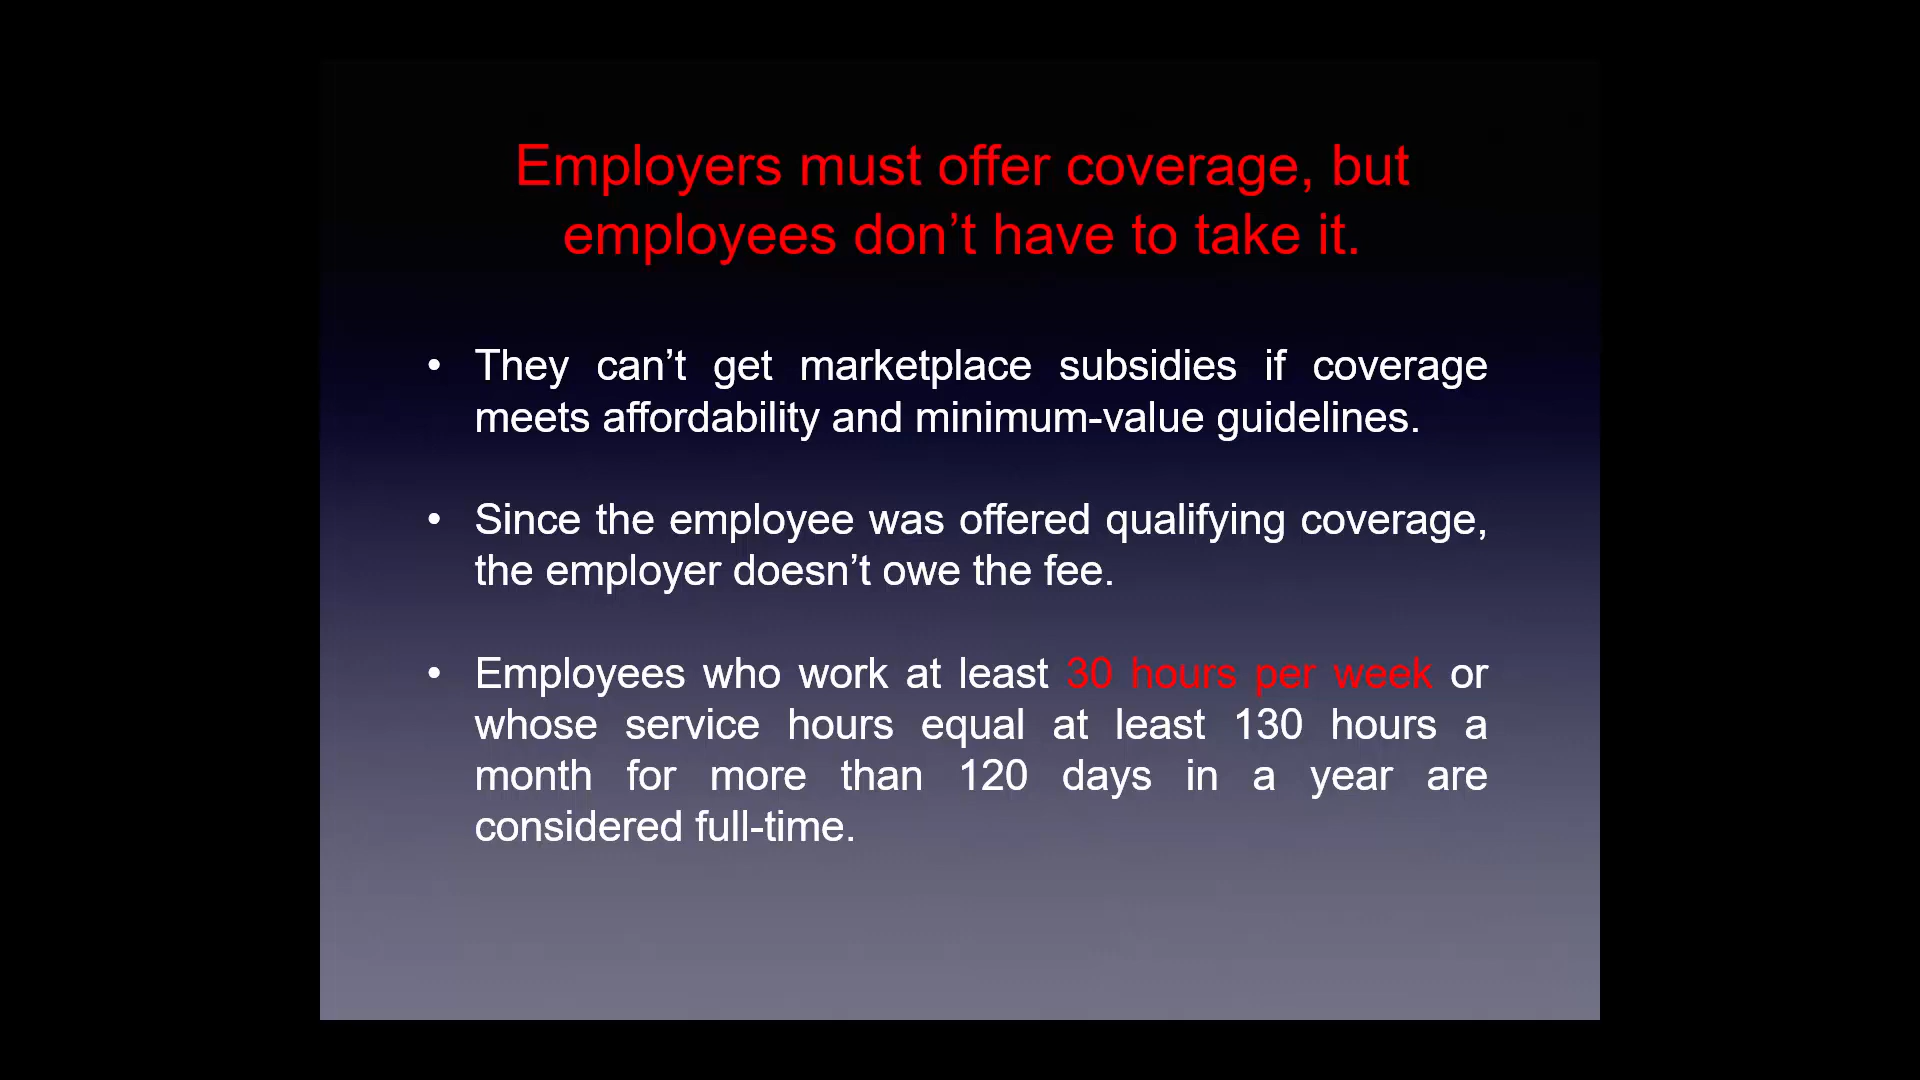 Employers must offer coverage, but
employees don’t have to take it.
• They can’t get marketplace subsidies if coverage
meets affordability and minimum-value guidelines.
• Since the employee was offered qualifying coverage,
the employer doesn’t owe the fee.
• Employees who work at least 30 hours per week or
whose service hours equal at least 130 hours a
month for more than 120 days in a year are
considered full-time.